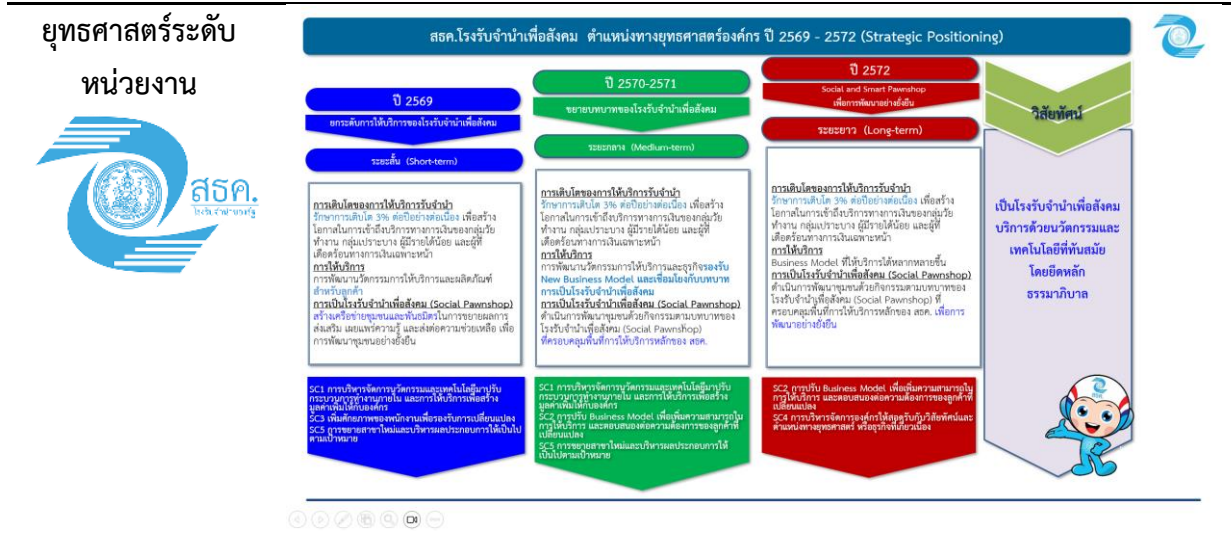 ยุทธศาสตร์ระดับ
หน่วยงาน
สธค.
โรงรับจำนำของรัฐ
สธค.โรงรับจำนำเพื่อสังคม ตำแหน่งทางยุทธศาสตร์องค์กร ปี 2569 - 2572 (Strategic Positioning)
ปี 2569
ยกระดับการให้บริการของโรงรับจำนำเพื่อสังคม
ระยะสั้น (Short-term)
การเติบโตของการให้บริการรับจำนำ
รักษาการเติบโต 3% ต่อปีอย่างต่อเนื่อง เพื่อสร้าง
โอกาสในการเข้าถึงบริการทางการเงินของกลุ่มวัย
ทำงาน กลุ่มเปราะบาง ผู้มีรายได้น้อย และผู้ที่
เดือดร้อนทางการเงินเฉพาะหน้า
การให้บริการ
การพัฒนานวัตกรรมการให้บริการและผลิตภัณฑ์
สำหรับลูกค้า
การเป็นโรงรับจำนำเพื่อสังคม (Social Pawnshop)
สร้างเครือข่ายชุมชนและพันธมิตรในการขยายผลการ
ส่งเสริม เผยแพร่ความรู้ และส่งต่อความช่วยเหลือ เพื่อ
การพัฒนาชุมชนอย่างยั่งยืน
SC1 การบริหารจัดการนวัตกรรมและเทคโนโลยีมาปรับ
กระบวนการทำงานภายใน และการให้บริการเพื่อสร้าง
มูลค่าเพิ่มให้กับองค์กร
SC3 เพิ่มศักยภาพของพนักงานเพื่อรองรับการเปลี่ยนแปลง
SC5 การขยายสาขาใหม่และบริหารผลประกอบการให้เป็นไป
ตามเป้าหมาย
ปี 2570-2571
ขยายบทบาทของโรงรับจำนำเพื่อสังคม
ระยะกลาง (Medium-term)
การเติบโตของการให้บริการรับจำนำ
รักษาการเติบโต 3% ต่อปีอย่างต่อเนื่อง เพื่อสร้าง
โอกาสในการเข้าถึงบริการทางการเงินของกลุ่มวัย
ทำงาน กลุ่มเปราะบาง ผู้มีรายได้น้อย และผู้ที่
เดือดร้อนทางการเงินเฉพาะหน้า
การให้บริการ
การพัฒนานวัตกรรมการให้บริการและธุรกิจรองรับ
New Business Model และเชื่อมโยงกับบทบาท
การเป็นโรงรับจำนำเพื่อสังคม
การเป็นโรงรับจำนำเพื่อสังคม (Social Pawnshop)
ดำเนินการพัฒนาชุมชนด้วยกิจกรรมตามบทบาทของ
โรงรับจำนำเพื่อสังคม (Social Pawnshop)
ที่ครอบคลุมพื้นที่การให้บริการหลักของ สธค.
SC1 การบริหารจัดการนวัตกรรมและเทคโนโลยีมาปรับ
กระบวนการทำงานภายใน และการให้บริการเพื่อสร้าง
มูลค่าเพิ่มให้กับองค์กร
SC2 การปรับ Business Model เพื่อเพิ่มความสามารถใน
การให้บริการ และตอบสนองต่อความต้องการของลูกค้าที่
เปลี่ยนแปลง
SC5 การขยายสาขาใหม่และบริหารผลประกอบการให้
เป็นไปตามเป้าหมาย
ปี 2572
Social and Smart Pawnshop
เพื่อการพัฒนาอย่างยั่งยืน
ระยะยาว (Long-term)
การเติบโตของการให้บริการรับจำนำ
รักษาการเติบโต 3% ต่อปีอย่างต่อเนื่อง เพื่อสร้าง
โอกาสในการเข้าถึงบริการทางการเงินของกลุ่มวัย
ทำงาน กลุ่มเปราะบาง ผู้มีรายได้น้อย และผู้ที่
เดือดร้อนทางการเงินเฉพาะหน้า
การให้บริการ
Business Model ที่ให้บริการได้หลากหลายขึ้น
การเป็นโรงรับจำนำเพื่อสังคม (Social Pawnshop)
ดำเนินการพัฒนาชุมชนด้วยกิจกรรมตามบทบาทของ
โรงรับจำนำเพื่อสังคม (Social Pawnshop) ที่
ครอบคลุมพื้นที่การให้บริการหลักของ สธค. เพื่อการ
พัฒนาอย่างยั่งยืน
SC2 การปรับ Business Model เพื่อเพิ่มความสามารถใน
การให้บริการ และตอบสนองต่อความต้องการของลูกค้าที่
เปลี่ยนแปลง
SC4 การบริหารจัดการองค์กรให้สอดรับกับวิสัยทัศน์และ
ตำแหน่งทางยุทธศาสตร์ หรือธุรกิจที่เกี่ยวเนื่อง
วิสัยทัศน์
เป็นโรงรับจำนำเพื่อสังคม
บริการด้วยนวัตกรรมและ
เทคโนโลยีที่ทันสมัย
โดยยึดหลัก
ธรรมาภิบาล